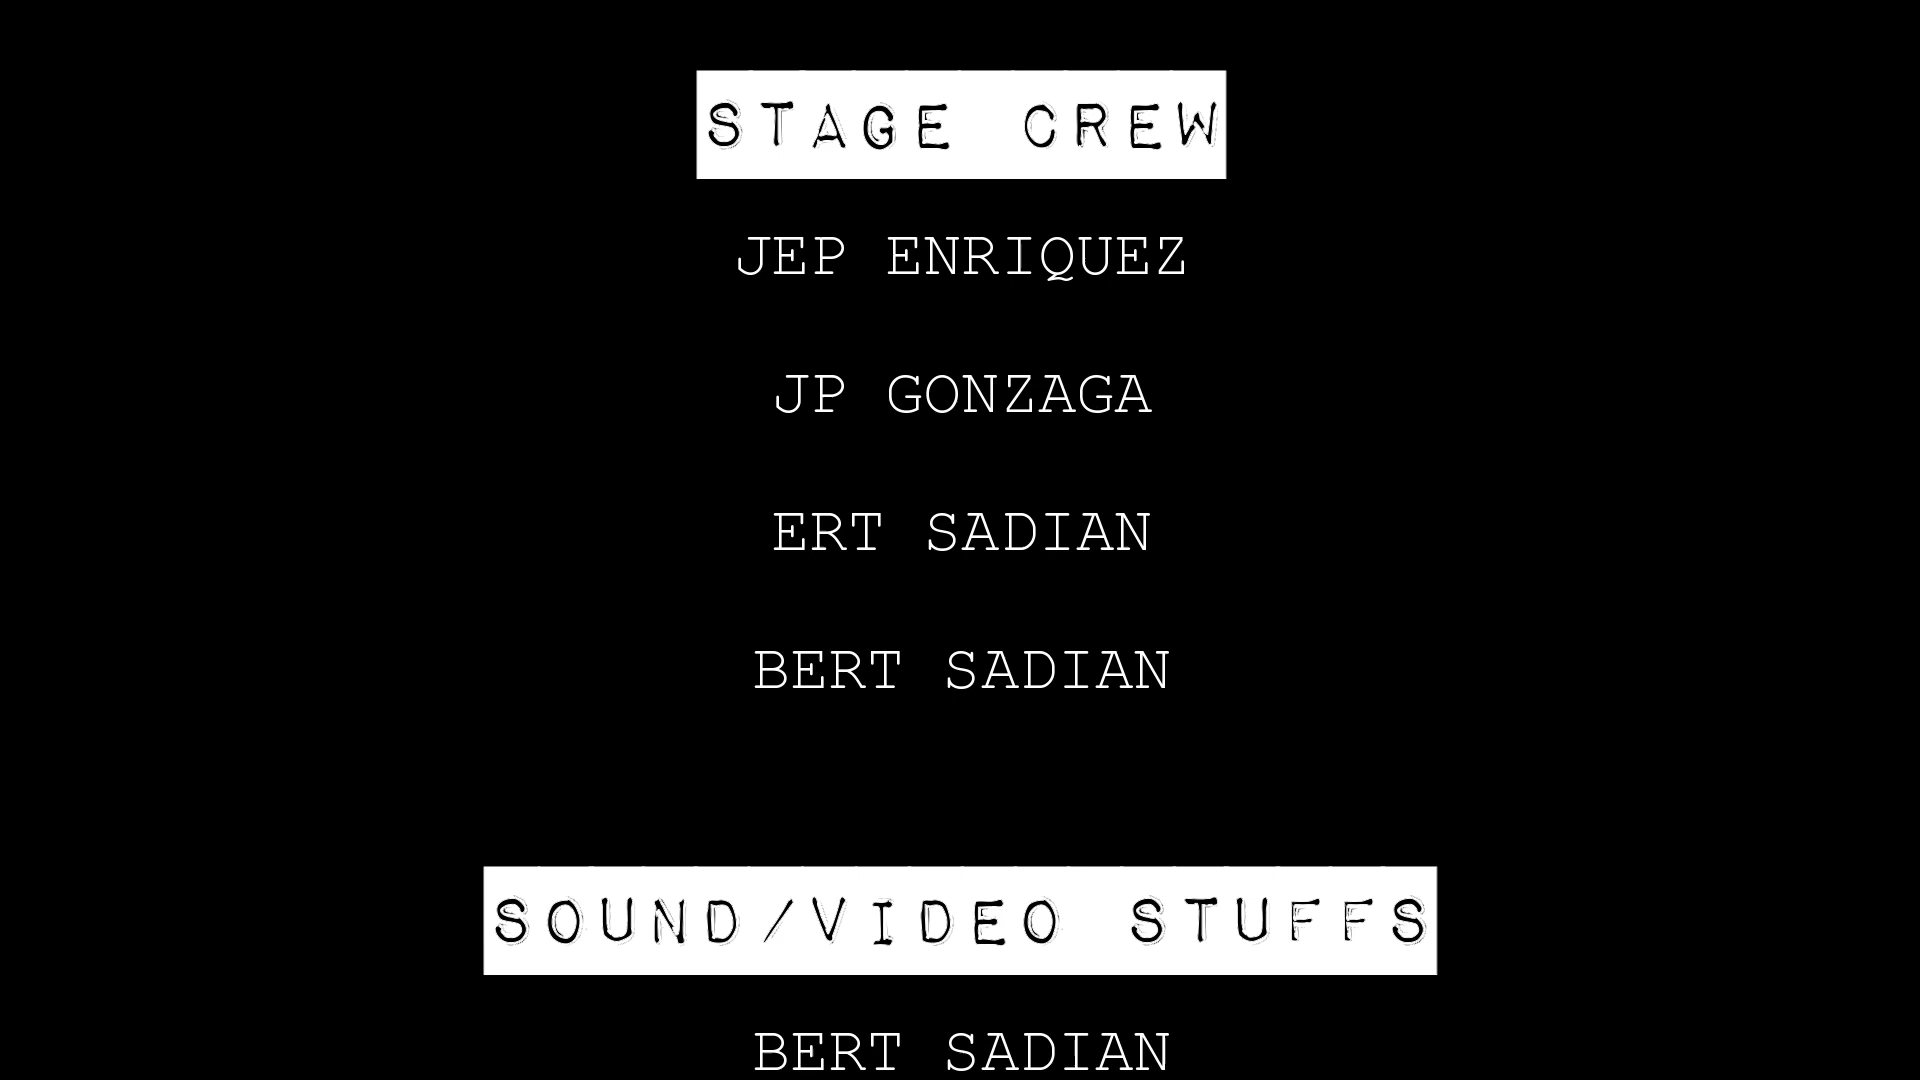 STAGE CREW
JEP ENRIQUEZ
JP GONZAGA
ERT SADIAN
BERT SADIAN
SOUND/VIDEO STUFFS
BERT SADIAN